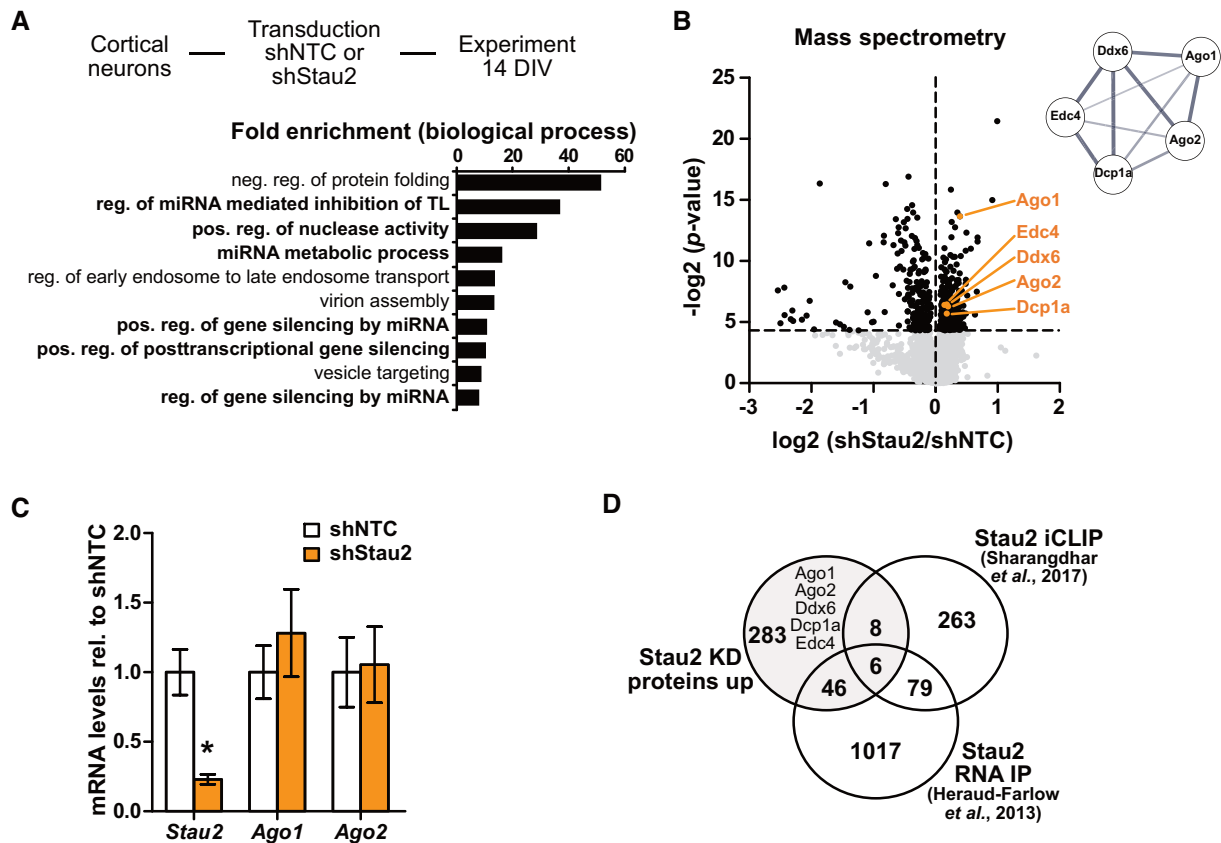 A
Cortical
neurons
Transduction
shNTC or
shStau2
Experiment
14 DIV
Fold enrichment (biological process)
0 20 40 60
neg. reg. of protein folding
reg. of miRNA mediated inhibition of TL
pos. reg. of nuclease activity
miRNA metabolic process
reg. of early endosome to late endosome transport
virion assembly
pos. reg. of gene silencing by miRNA
pos. reg. of posttranscriptional gene silencing
vesicle targeting
reg. of gene silencing by miRNA
B
Mass spectrometry
Ddx6
Ago1
Edc4
Ago2
Dcp1a
-log2 (p-value)
25
20
15
10
5
0
Ago1
Edc4
Ddx6
Ago2
Dcp1a
-3 -2 -1 0 1 2
log2 (shStau2/shNTC)
C
shNTC
shStau2
mRNA levels rel. to shNTC
2.0
1.5
1.0
0.5
0.0
*
Stau2 Ago1 Ago2
D
Stau2 iCLIP
(Sharangdhar
et al., 2017)
Ago1
Ago2
Ddx6
Dcp1a
Edc4
283
8
263
Stau2 KD
proteins up
6
46
79
1017
Stau2
RNA IP
(Heraud-Farlow
et al., 2013)